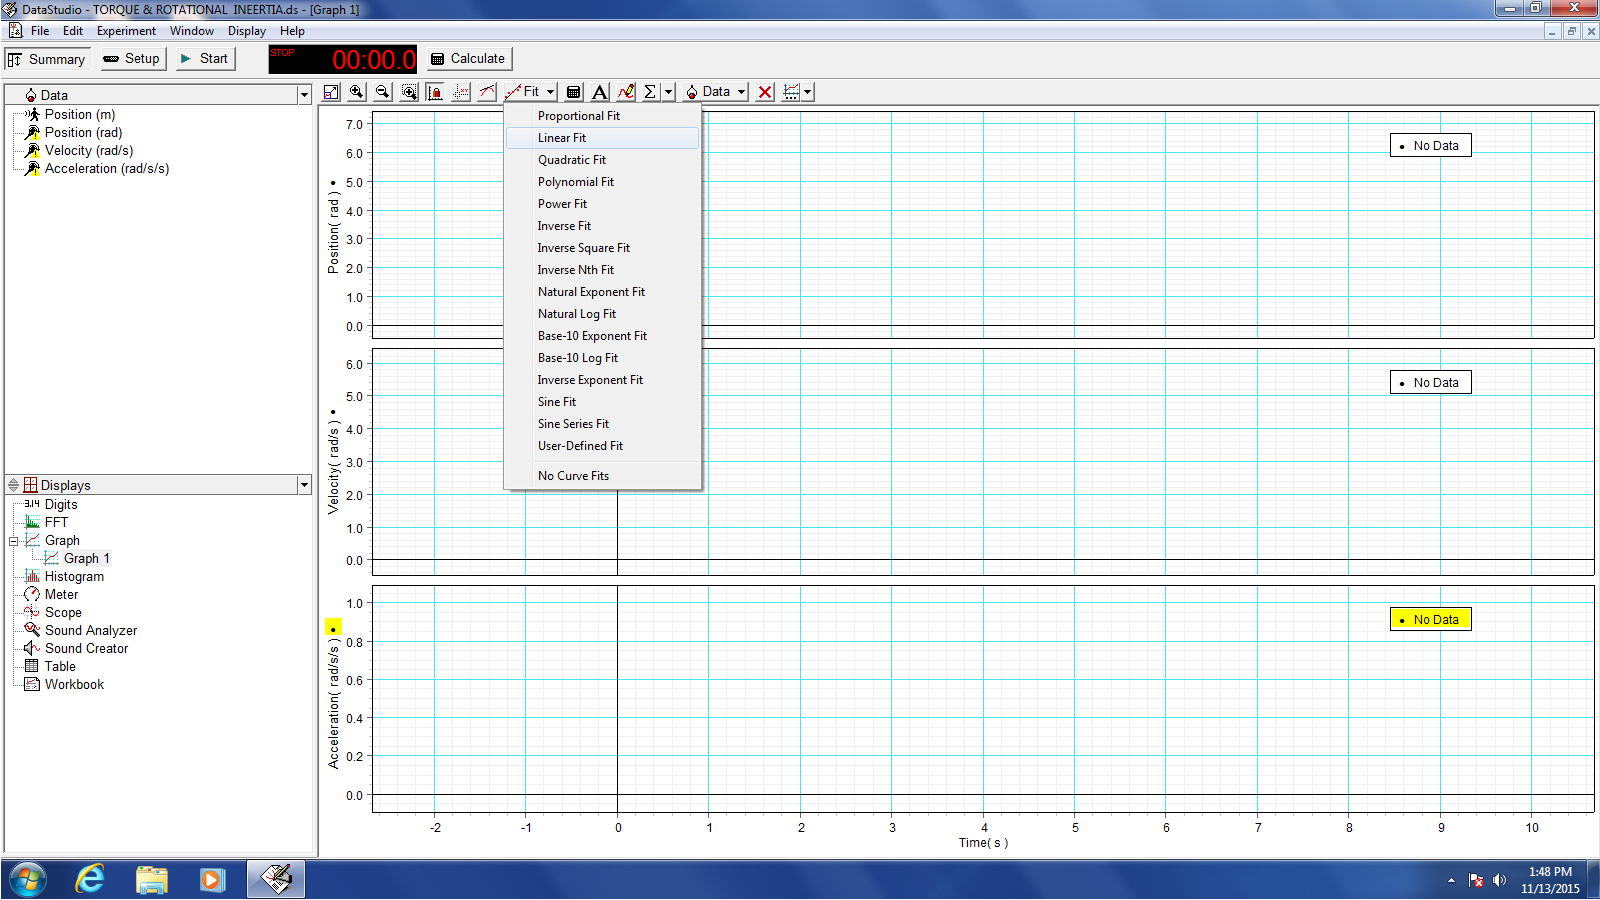 DataStudio - TORQUE & ROTATIONAL INEERTIA.ds - [Graph 1]
File Edit Experiment Window Display Help
Summary Setup Start STOP 00:00.0 Calculate
Data
Position (m)
Position (rad)
Velocity (rad/s)
Acceleration (rad/s/s)
Displays
3.14 Digits
FFT
Graph
Graph 1
Histogram
Meter
Scope
Sound Analyzer
Sound Creator
Table
Workbook
Fit A Σ Data
Proportional Fit
Linear Fit
Quadratic Fit
Polynomial Fit
Power Fit
Inverse Fit
Inverse Square Fit
Inverse Nth Fit
Natural Exponent Fit
Natural Log Fit
Base-10 Exponent Fit
Base-10 Log Fit
Inverse Exponent Fit
Sine Fit
Sine Series Fit
User-Defined Fit
No Curve Fits
Position( rad )
7.0
6.0
5.0
4.0
3.0
2.0
1.0
0.0
No Data
Velocity( rad/s )
6.0
5.0
4.0
3.0
2.0
1.0
0.0
No Data
Acceleration( rad/s/s )
1.0
0.8
0.6
0.4
0.2
0.0
No Data
-2 -1 0 1 2 3 4 5 6 7 8 9 10
Time( s )
1:48 PM
11/13/2015